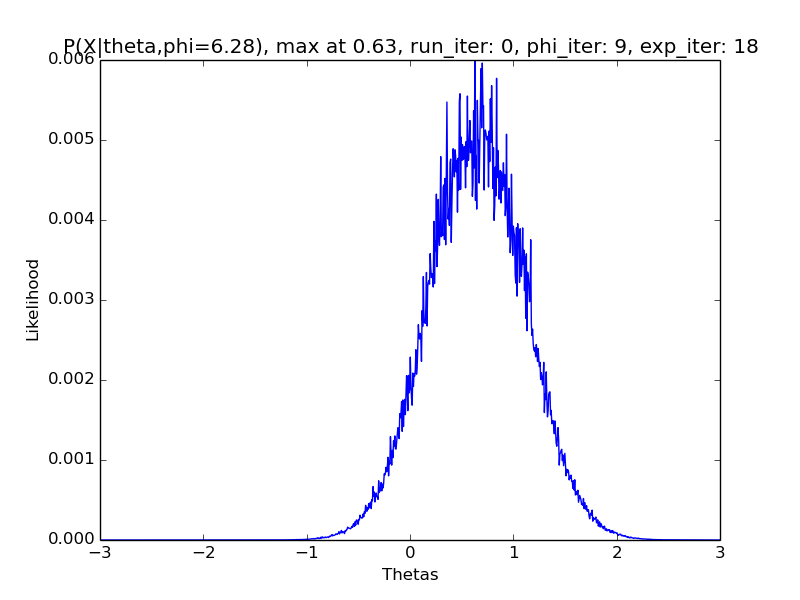 P(X|theta,phi=6.28), max at 0.63, run_iter: 0, phi_iter: 9, exp_iter: 18
0.006
0.005
0.004
0.003
0.002
0.001
0.000
Likelihood
−3 −2 −1 0 1 2 3
Thetas